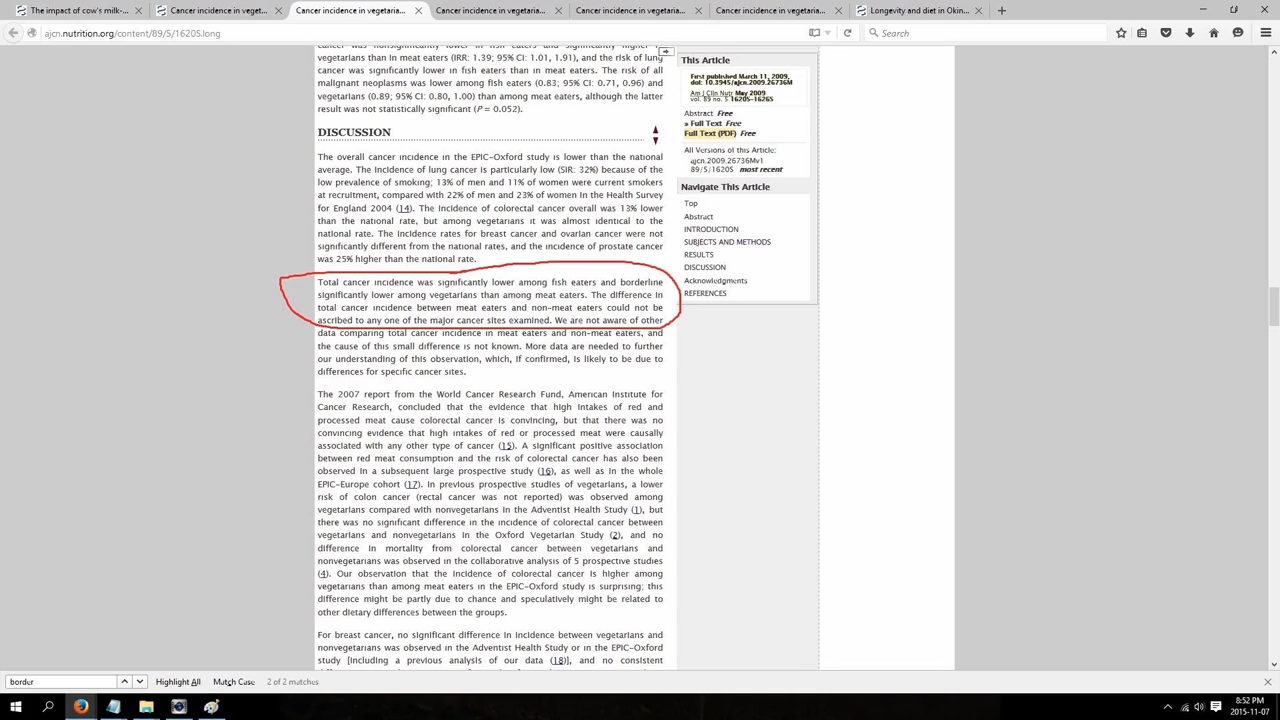 The impact of cow's milk-...
Cancer incidence in veget...
Cancer incidence in vegetar...
Cancer incidence in vegetar...
Cancer incidence in vegetar...
Cancer incidence in vegetar...
Longevity and diet in Okin...
ajcn.nutrition.org/content/89/5/1620S.long
Search
vegetarians than in meat eaters (IRR: 1.39; 95% CI: 1.01, 1.91), and the risk of lung
cancer was significantly lower in fish eaters than in meat eaters. The risk of all
malignant neoplasms was lower among fish eaters (0.83; 95% CI: 0.71, 0.96) and
vegetarians (0.89; 95% CI: 0.80, 1.00) than among meat eaters, although the latter
result was not statistically significant (P = 0.052).
DISCUSSION
The overall cancer incidence in the EPIC-Oxford study is lower than the national
average. The incidence of lung cancer is particularly low (SIR: 32%) because of the
low prevalence of smoking; 13% of men and 11% of women were current smokers
at recruitment, compared with 22% of men and 23% of women in the Health Survey
for England 2004 (14). The incidence of colorectal cancer overall was 13% lower
than the national rate, but among vegetarians it was almost identical to the
national rate. The incidence rates for breast cancer and ovarian cancer were not
significantly different from the national rates, and the incidence of prostate cancer
was 25% higher than the national rate.
Total cancer incidence was significantly lower among fish eaters and borderline
significantly lower among vegetarians than among meat eaters. The difference in
total cancer incidence between meat eaters and non-meat eaters could not be
ascribed to any one of the major cancer sites examined. We are not aware of other
data comparing total cancer incidence in meat eaters and non-meat eaters, and
the cause of this small difference is not known. More data are needed to further
our understanding of this observation, which, if confirmed, is likely to be due to
differences for specific cancer sites.
The 2007 report from the World Cancer Research Fund, American Institute for
Cancer Research, concluded that the evidence that high intakes of red and
processed meat cause colorectal cancer is convincing, but that there was no
convincing evidence that high intakes of red or processed meat were causally
associated with any other type of cancer (15). A significant positive association
between red meat consumption and the risk of colorectal cancer has also been
observed in a subsequent large prospective study (16), as well as in the whole
EPIC-Europe cohort (17). In previous prospective studies of vegetarians, a lower
risk of colon cancer (rectal cancer was not reported) was observed among
vegetarians compared with nonvegetarians in the Adventist Health Study (1), but
there was no significant difference in the incidence of colorectal cancer between
vegetarians and nonvegetarians in the Oxford Vegetarian Study (2), and no
difference in mortality from colorectal cancer between vegetarians and
nonvegetarians was observed in the collaborative analysis of 5 prospective studies
(4). Our observation that the incidence of colorectal cancer is higher among
vegetarians than among meat eaters in the EPIC-Oxford study is surprising; this
difference might be partly due to chance and speculatively might be related to
other dietary differences between the groups.
For breast cancer, no significant difference in incidence between vegetarians and
nonvegetarians was observed in the Adventist Health Study or in the EPIC-Oxford
study [including a previous analysis of our data (18)], and no consistent
This Article
First published March 11, 2009,
doi: 10.3945/ajcn.2009.26736M
Am J Clin Nutr May 2009
vol. 89 no. 5 1620S-1626S
Abstract Free
» Full Text Free
Full Text (PDF) Free
All Versions of this Article:
ajcn.2009.26736Mv1
89/5/1620S most recent
Navigate This Article
Top
Abstract
INTRODUCTION
SUBJECTS AND METHODS
RESULTS
DISCUSSION
Acknowledgments
REFERENCES
border
Highlight All
Match Case
2 of 2 matches
8:52 PM
2015-11-07